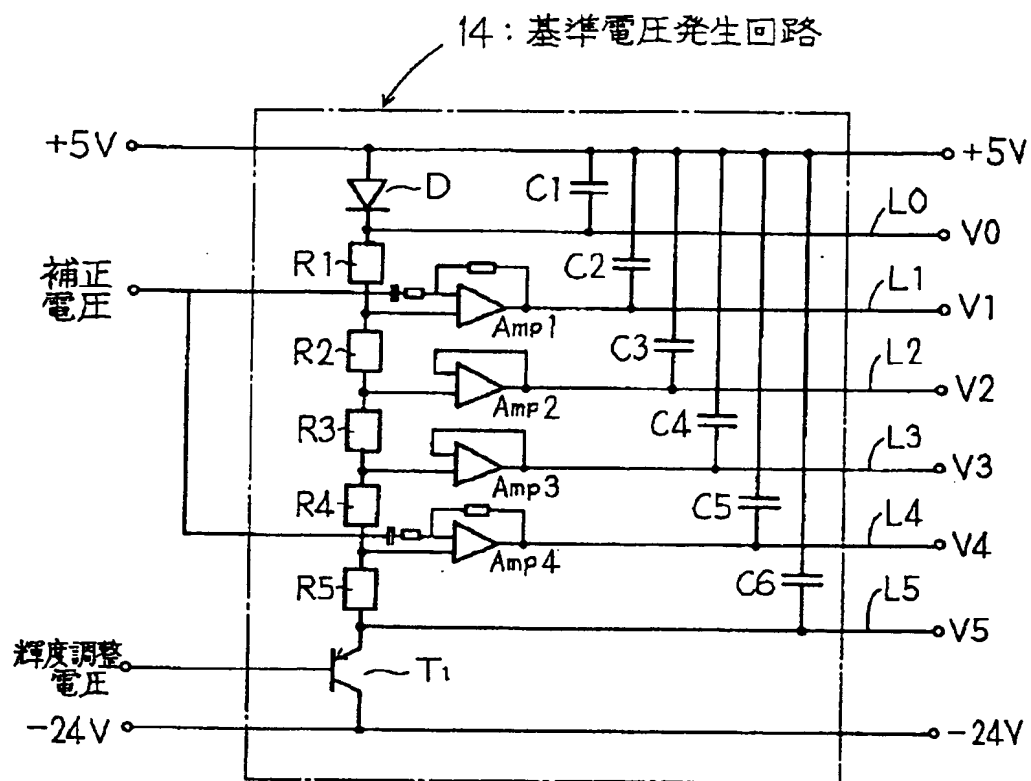 14:基準電圧発生回路
+5V
+5V
D
C1
L0
V0
R1
C2
補正
電圧
L1
V1
Amp1
R2
C3
L2
V2
Amp2
R3
C4
L3
V3
Amp3
R4
C5
L4
V4
Amp4
R5
C6
L5
V5
輝度調整
電圧
T1
-24V
-24V